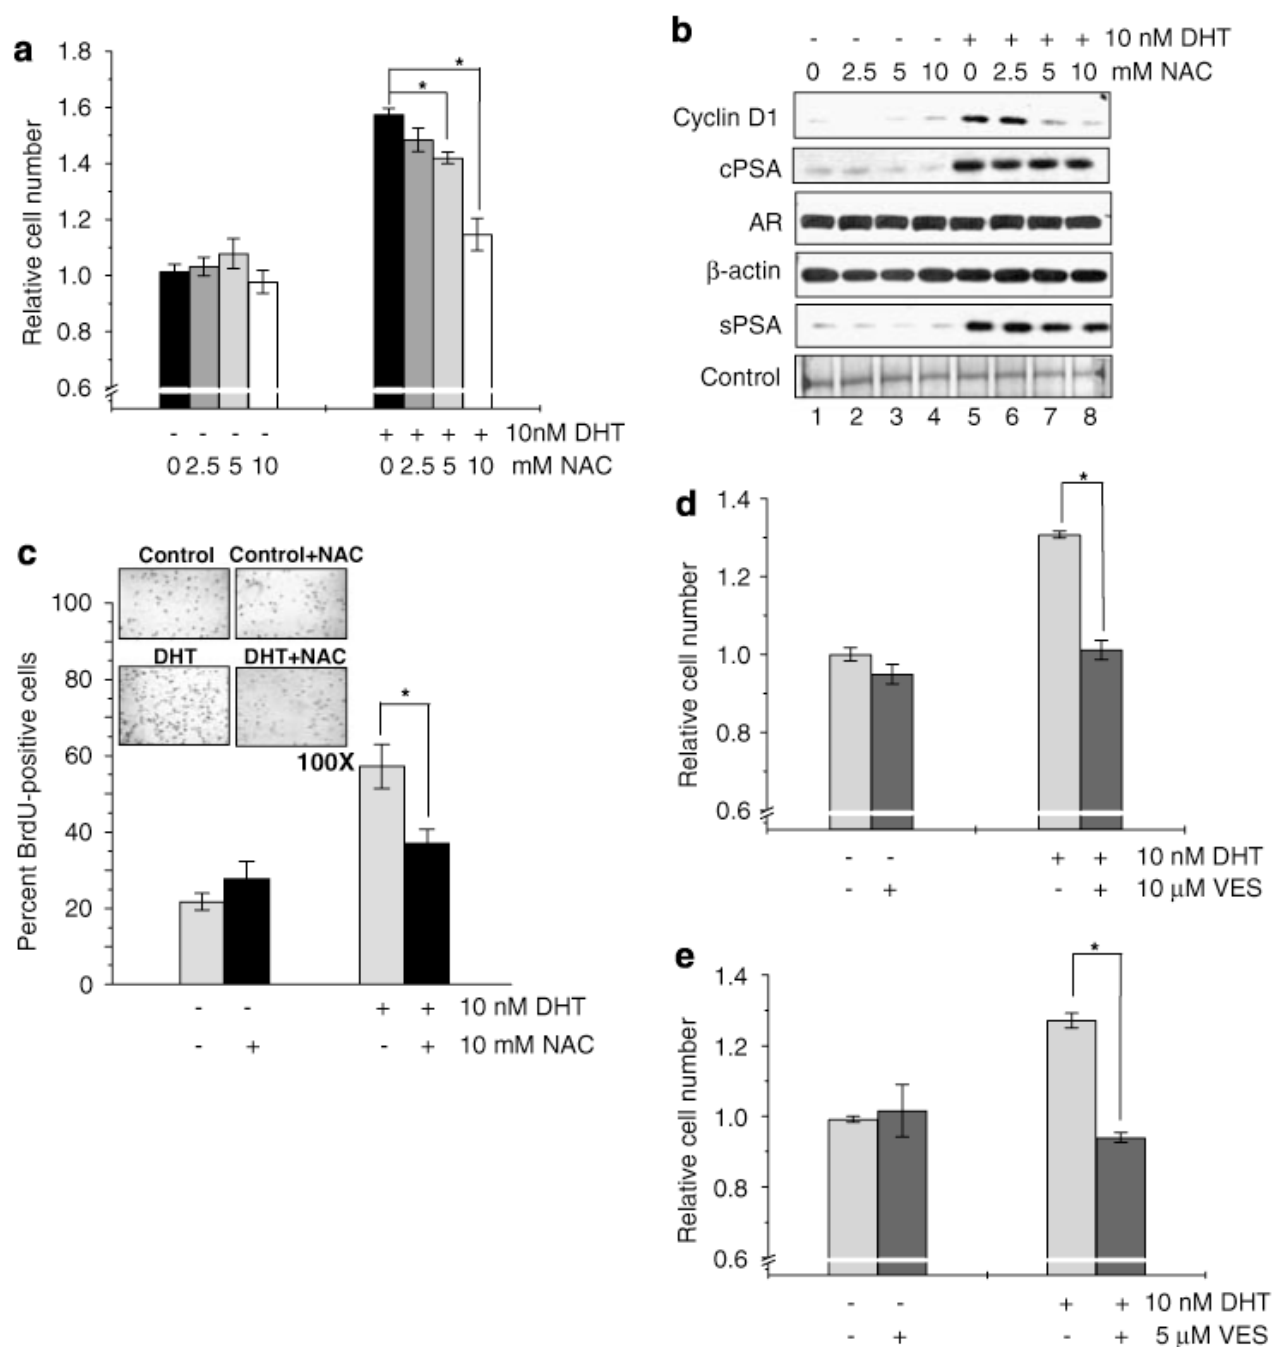 a
1.8
1.6
1.4
1.2
1.0
0.8
0.6
Relative cell number
* *
- - - - + + + + 10nM DHT
0 2.5 5 10 0 2.5 5 10 mM NAC
b
- - - - + + + + 10 nM DHT
0 2.5 5 10 0 2.5 5 10 mM NAC
Cyclin D1
cPSA
AR
β-actin
sPSA
Control
1 2 3 4 5 6 7 8
c
Control Control+NAC
DHT DHT+NAC
100X
100
80
60
40
20
0
Percent BrdU-positive cells
*
- - + + 10 nM DHT
- + - + 10 mM NAC
d
1.4
1.2
1.0
0.8
0.6
Relative cell number
*
- - + + 10 nM DHT
- + - + 10 μM VES
e
1.4
1.2
1.0
0.8
0.6
Relative cell number
*
- - + + 10 nM DHT
- + - + 5 μM VES